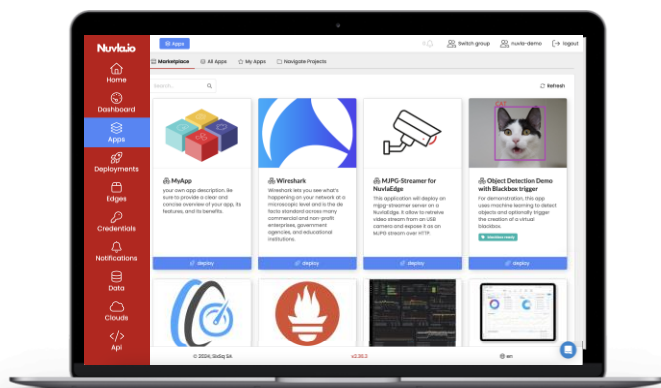 Nuvla.io
Apps
Switch group
nuvla-demo
logout
Marketplace
All Apps
My Apps
Navigate Projects
Search...
Refresh
Home
Dashboard
Apps
Deployments
Edges
Credentials
Notifications
Data
Clouds
</>
Api
MyApp
your own app description. Be
sure to provide a clear and
concise overview of your app, its
features, and its benefits.
deploy
Wireshark
Wireshark lets you see what's
happening on your network at a
microscopic level and is the de
facto standard across many
commercial and non-profit
enterprises, government
agencies, and educational
institutions.
deploy
MJPG-Streamer for
NuvlaEdge
This application will deploy an
mjpg-streamer server on a
NuvlaEdge. It allow to retreive
video stream from an USB
camera and expose it as an
MJPG stream over HTTP.
deploy
CAT
Object Detection Demo
with Blackbox trigger
For demonstration, this app
uses machine learning to detect
objects and optionally trigger
the creation of a virtual
blackbox.
deploy
© 2024, SixSq SA
en